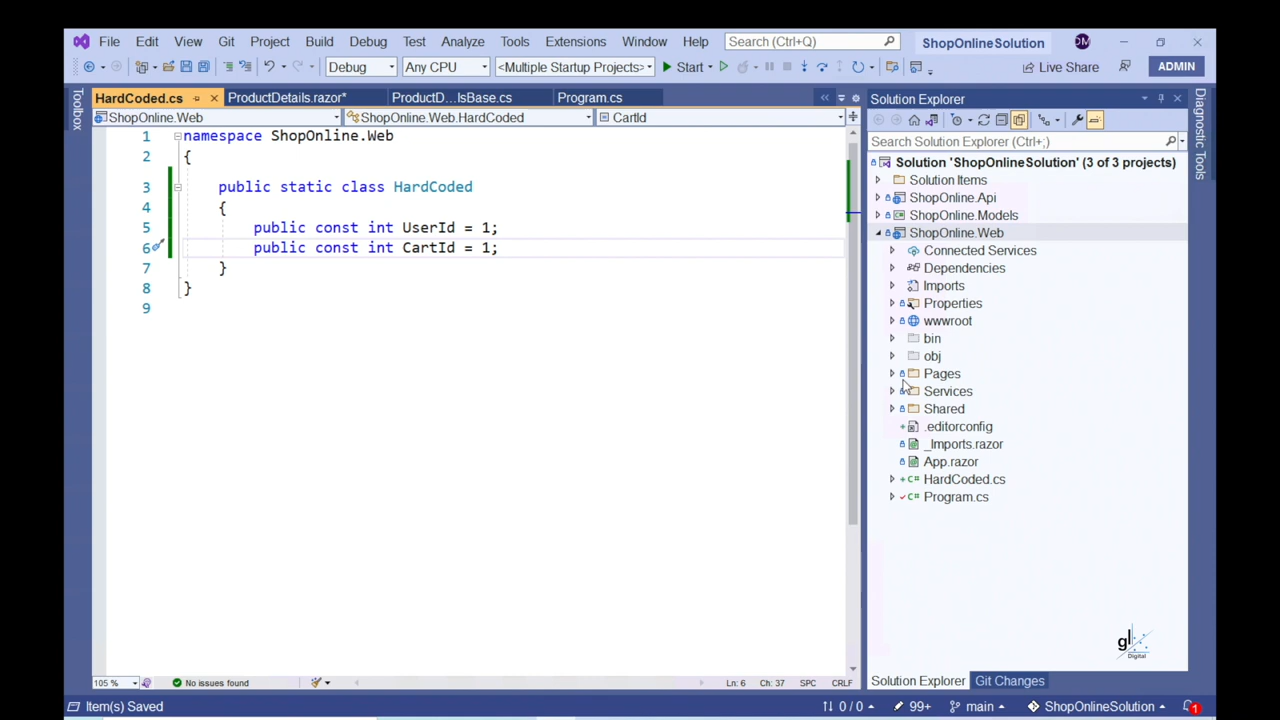 File Edit View Git Project Build Debug Test Analyze Tools Extensions Window Help Search (Ctrl+Q) ShopOnlineSolution DM
Debug Any CPU <Multiple Startup Projects> Start Live Share ADMIN
Toolbox
HardCoded.cs ProductDetails.razor* ProductD...lsBase.cs Program.cs
ShopOnline.Web ShopOnline.Web.HardCoded CartId
1 namespace ShopOnline.Web
2 {
3 public static class HardCoded
4 {
5 public const int UserId = 1;
6 public const int CartId = 1;
7 }
8 }
9
105 % No issues found Ln: 6 Ch: 37 SPC CRLF
Solution Explorer
Search Solution Explorer (Ctrl+;)
Solution 'ShopOnlineSolution' (3 of 3 projects)
Solution Items
ShopOnline.Api
ShopOnline.Models
ShopOnline.Web
Connected Services
Dependencies
Imports
Properties
wwwroot
bin
obj
Pages
Services
Shared
.editorconfig
_Imports.razor
App.razor
HardCoded.cs
Program.cs
gl
Digital
Solution Explorer Git Changes
Diagnostic Tools
Item(s) Saved 0 / 0 99+ main ShopOnlineSolution 1